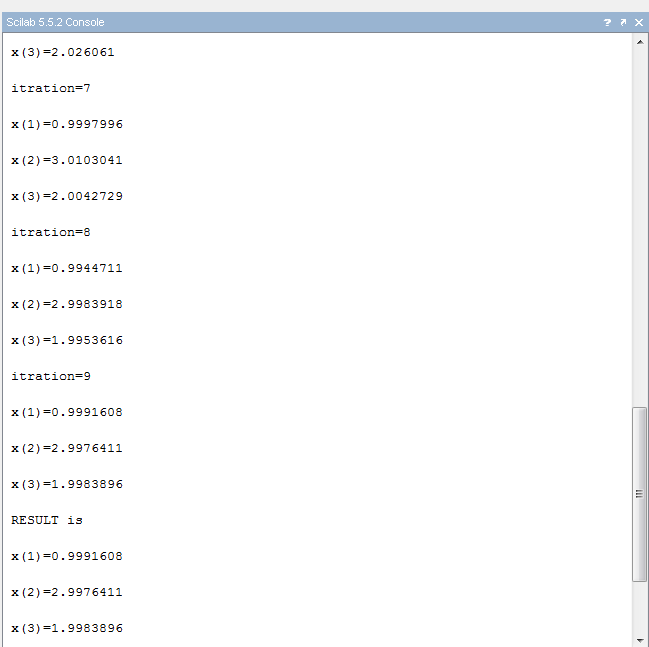 Scilab 5.5.2 Console
x(3)=2.026061
itration=7
x(1)=0.9997996
x(2)=3.0103041
x(3)=2.0042729
itration=8
x(1)=0.9944711
x(2)=2.9983918
x(3)=1.9953616
itration=9
x(1)=0.9991608
x(2)=2.9976411
x(3)=1.9983896
RESULT is
x(1)=0.9991608
x(2)=2.9976411
x(3)=1.9983896